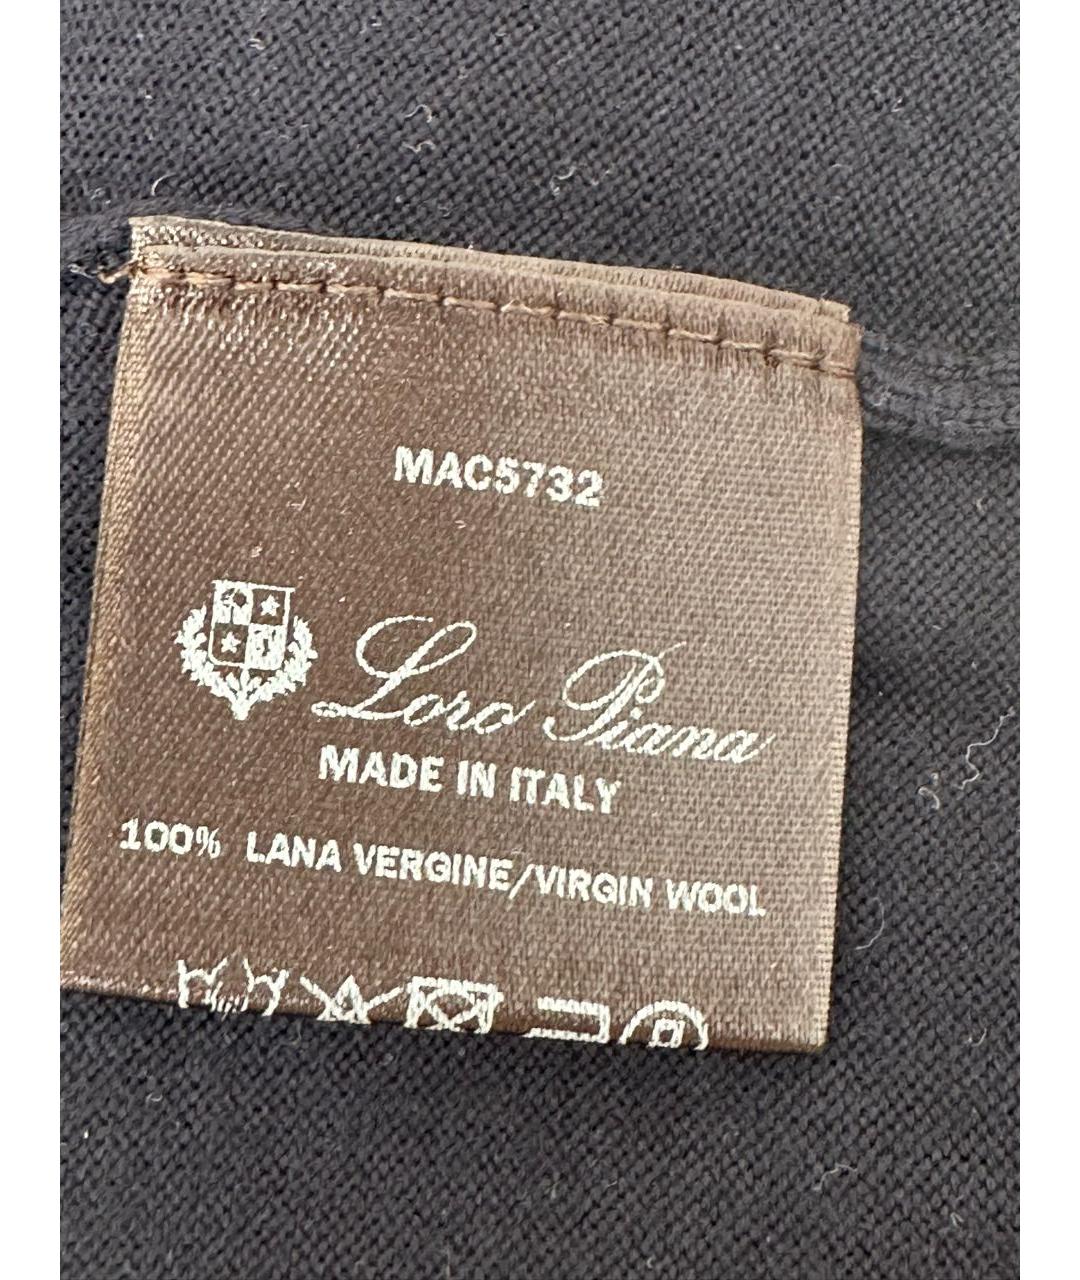 MAC5732
Loro Piana
MADE IN ITALY
100% LANA VERGINE/VIRGIN WOOL